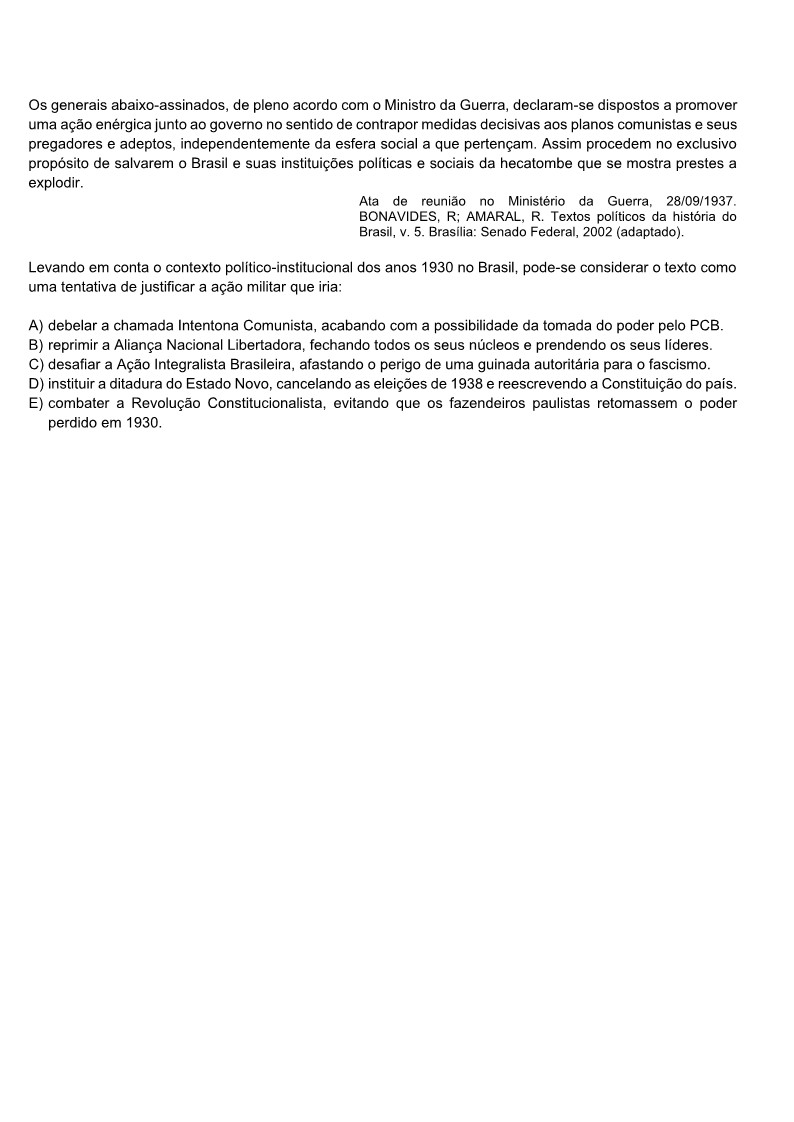 Os generais abaixo-assinados, de pleno acordo com o Ministro da Guerra, declaram-se dispostos a promover
uma ação enérgica junto ao governo no sentido de contrapor medidas decisivas aos planos comunistas e seus
pregadores e adeptos, independentemente da esfera social a que pertençam. Assim procedem no exclusivo
propósito de salvarem o Brasil e suas instituições políticas e sociais da hecatombe que se mostra prestes a
explodir.
Ata de reunião no Ministério da Guerra, 28/09/1937.
BONAVIDES, R; AMARAL, R. Textos políticos da história do
Brasil, v. 5. Brasília: Senado Federal, 2002 (adaptado).
Levando em conta o contexto político-institucional dos anos 1930 no Brasil, pode-se considerar o texto como
uma tentativa de justificar a ação militar que iria:
A) debelar a chamada Intentona Comunista, acabando com a possibilidade da tomada do poder pelo PCB.
B) reprimir a Aliança Nacional Libertadora, fechando todos os seus núcleos e prendendo os seus líderes.
C) desafiar a Ação Integralista Brasileira, afastando o perigo de uma guinada autoritária para o fascismo.
D) instituir a ditadura do Estado Novo, cancelando as eleições de 1938 e reescrevendo a Constituição do país.
E) combater a Revolução Constitucionalista, evitando que os fazendeiros paulistas retomassem o poder
perdido em 1930.